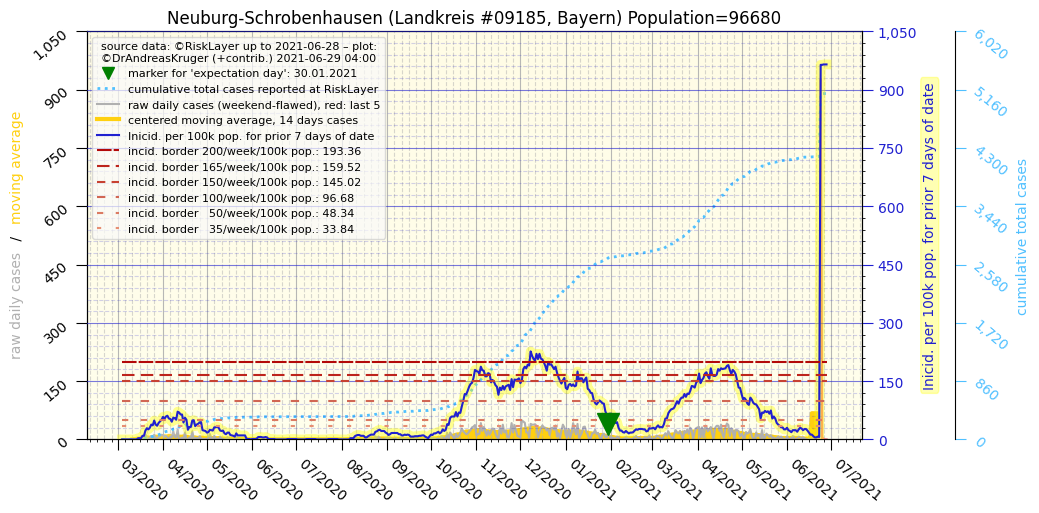 Neuburg-Schrobenhausen (Landkreis #09185, Bayern) Population=96680
source data: ©RiskLayer up to 2021-06-28 – plot:
©DrAndreasKruger (+contrib.) 2021-06-29 04:00
marker for 'expectation day': 30.01.2021
cumulative total cases reported at RiskLayer
raw daily cases (weekend-flawed), red: last 5
centered moving average, 14 days cases
Inicid. per 100k pop. for prior 7 days of date
incid. border 200/week/100k pop.: 193.36
incid. border 165/week/100k pop.: 159.52
incid. border 150/week/100k pop.: 145.02
incid. border 100/week/100k pop.: 96.68
incid. border   50/week/100k pop.: 48.34
incid. border   35/week/100k pop.: 33.84
raw daily cases / moving average
1,050
900
750
600
450
300
150
0
1,050
900
750
600
450
300
150
0
Inicid. per 100k pop. for prior 7 days of date
6,020
5,160
4,300
3,440
2,580
1,720
860
0
cumulative total cases
03/2020
04/2020
05/2020
06/2020
07/2020
08/2020
09/2020
10/2020
11/2020
12/2020
01/2021
02/2021
03/2021
04/2021
05/2021
06/2021
07/2021